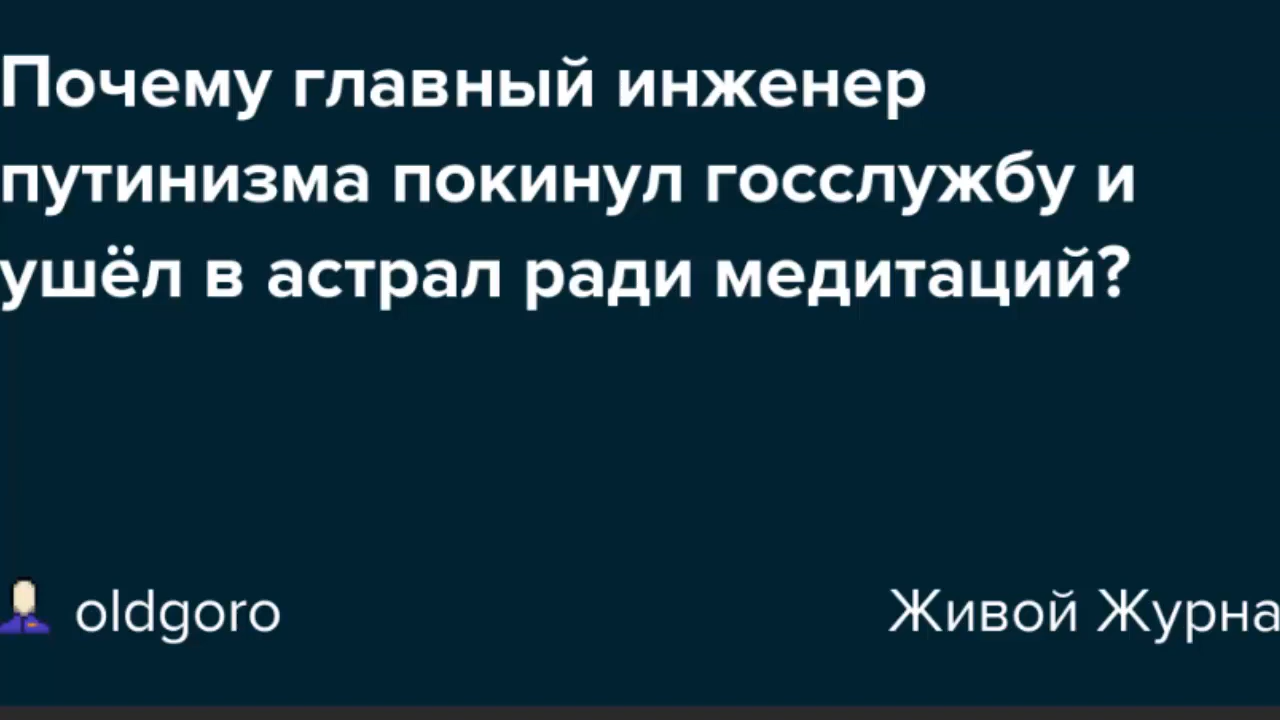 Почему главный инженер
путинизма покинул госслужбу и
ушёл в астрал ради медитаций?
oldgoro
Живой Журна